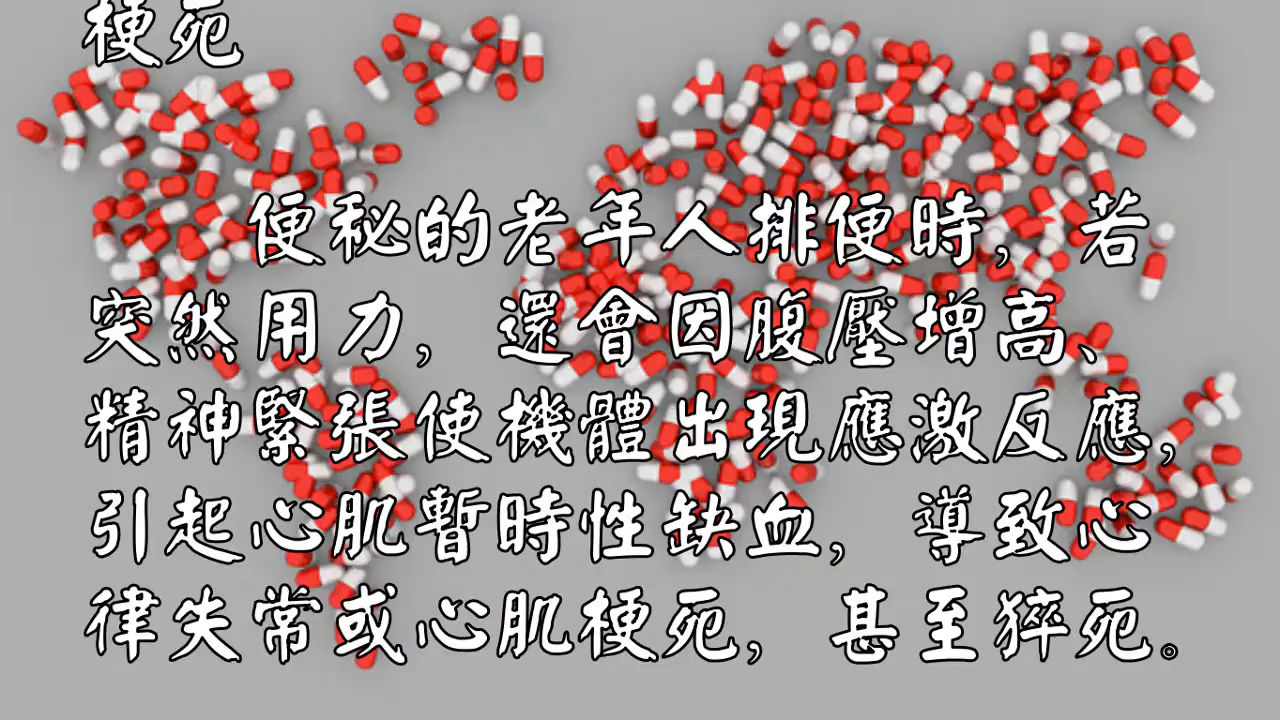 梗死
便秘的老年人排便時，若
突然用力，還會因腹壓增高、
精神緊張使機體出現應激反應，
引起心肌暫時性缺血，導致心
律失常或心肌梗死，甚至猝死。